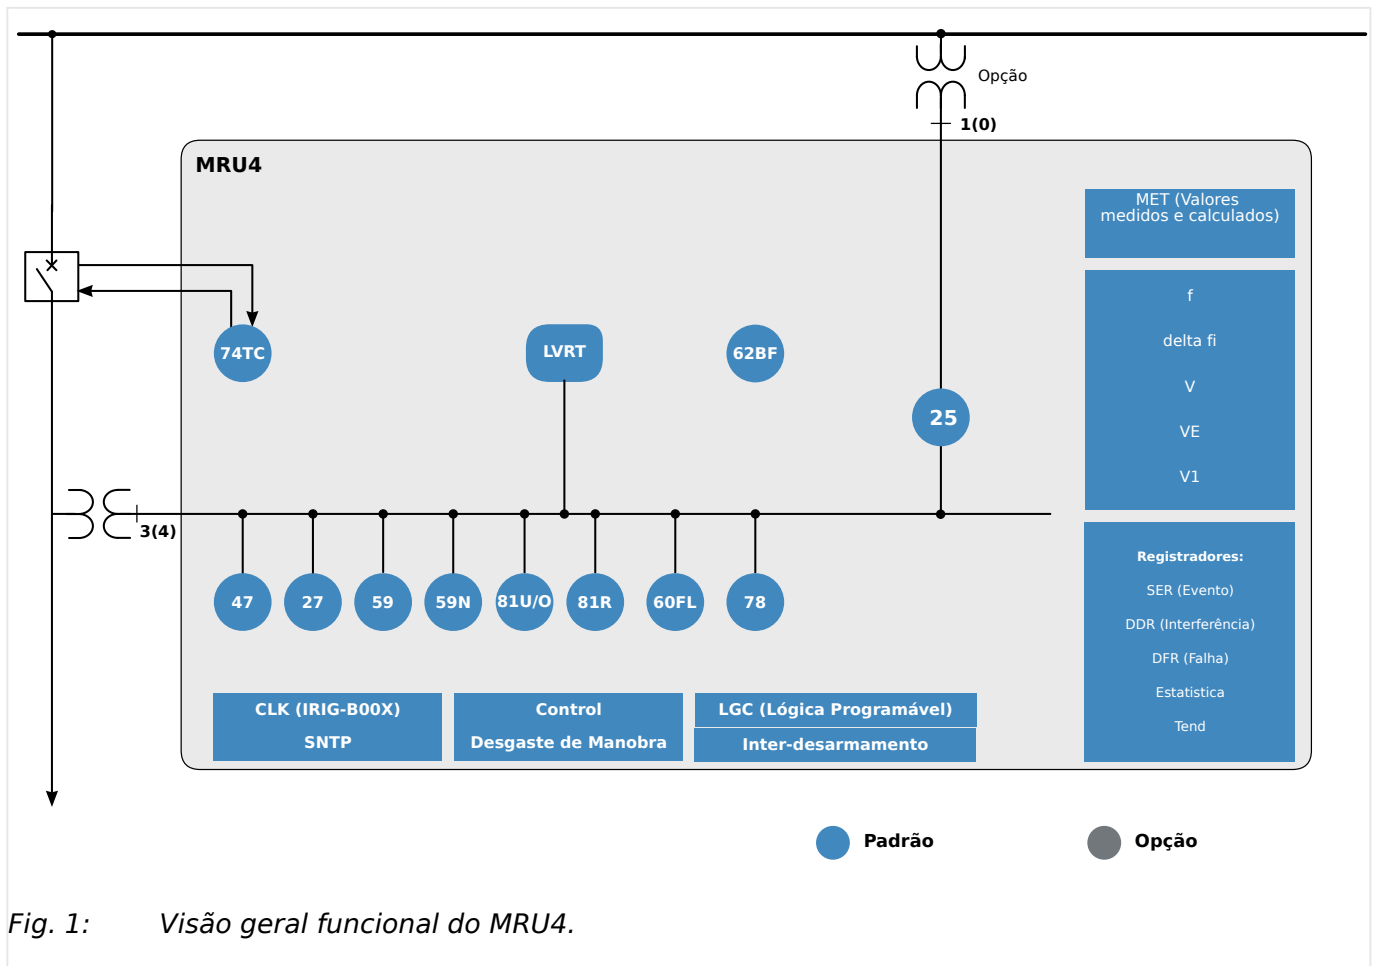 Opção
1(0)
MRU4
MET (Valores
medidos e calculados)
f
delta fi
V
VE
V1
74TC
LVRT
62BF
25
3(4)
47
27
59
59N
81U/O
81R
60FL
78
Registradores:
SER (Evento)
DDR (Interferência)
DFR (Falha)
Estatistica
Tend
CLK (IRIG-B00X)
SNTP
Control
Desgaste de Manobra
LGC (Lógica Programável)
Inter-desarmamento
Padrão
Opção
Fig. 1: Visão geral funcional do MRU4.